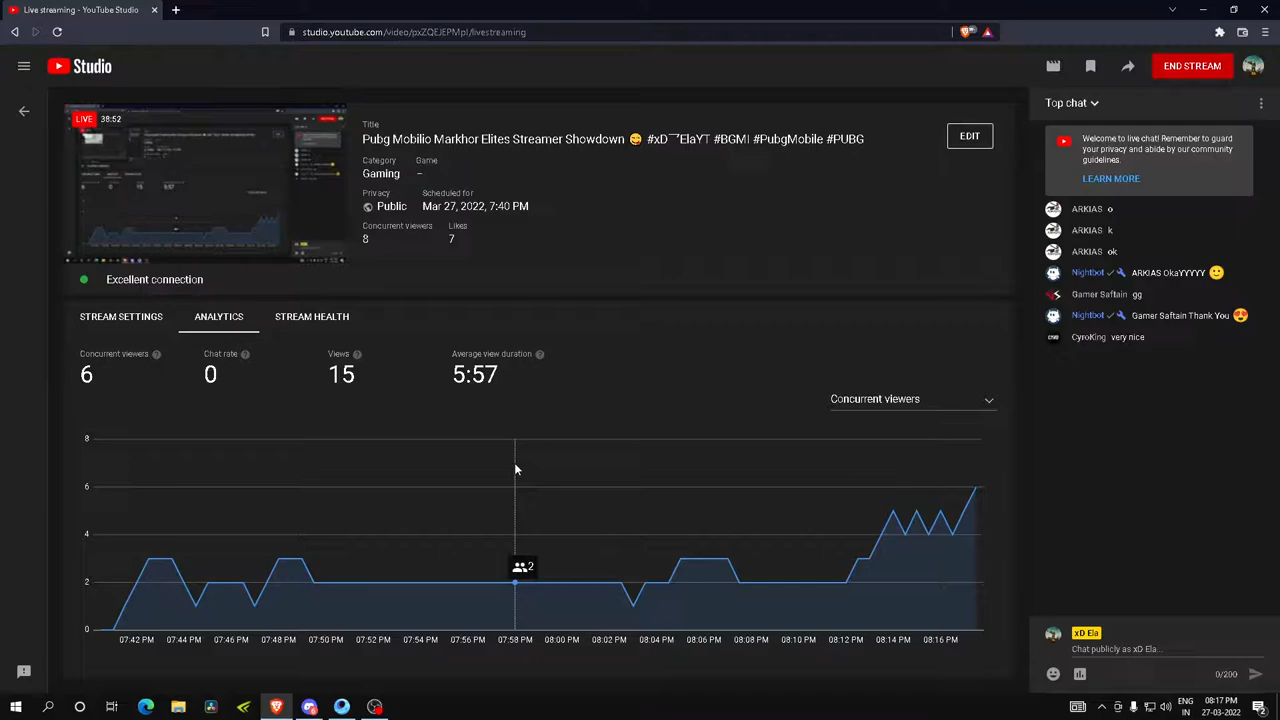 Live streaming - YouTube Studio
studio.youtube.com/video/pxZQEJEPMpI/livestreaming
Studio
END STREAM
LIVE 38:52
Title
Pubg Mobilio Markhor Elites Streamer Showdown 😋 #xD乛ElaYT #BGMI #PubgMobile #PUBG
EDIT
Category Game
Gaming –
Privacy Scheduled for
Public Mar 27, 2022, 7:40 PM
Concurrent viewers Likes
8 7
Excellent connection
STREAM SETTINGS ANALYTICS STREAM HEALTH
Concurrent viewers Chat rate Views Average view duration
6 0 15 5:57
Concurrent viewers
8
6
4
2
0
2
07:42 PM 07:44 PM 07:46 PM 07:48 PM 07:50 PM 07:52 PM 07:54 PM 07:56 PM 07:58 PM 08:00 PM 08:02 PM 08:04 PM 08:06 PM 08:08 PM 08:10 PM 08:12 PM 08:14 PM 08:16 PM
Top chat
Welcome to live chat! Remember to guard
your privacy and abide by our community
guidelines.
LEARN MORE
ARKIAS o
ARKIAS k
ARKIAS ok
Nightbot ARKIAS OkaYYYYY 🙂
Gamer Saftain gg
Nightbot Gamer Saftain Thank You 😍
CyroKing very nice
xD Ela
Chat publicly as xD Ela...
0/200
ENG
IN
08:17 PM
27-03-2022
2